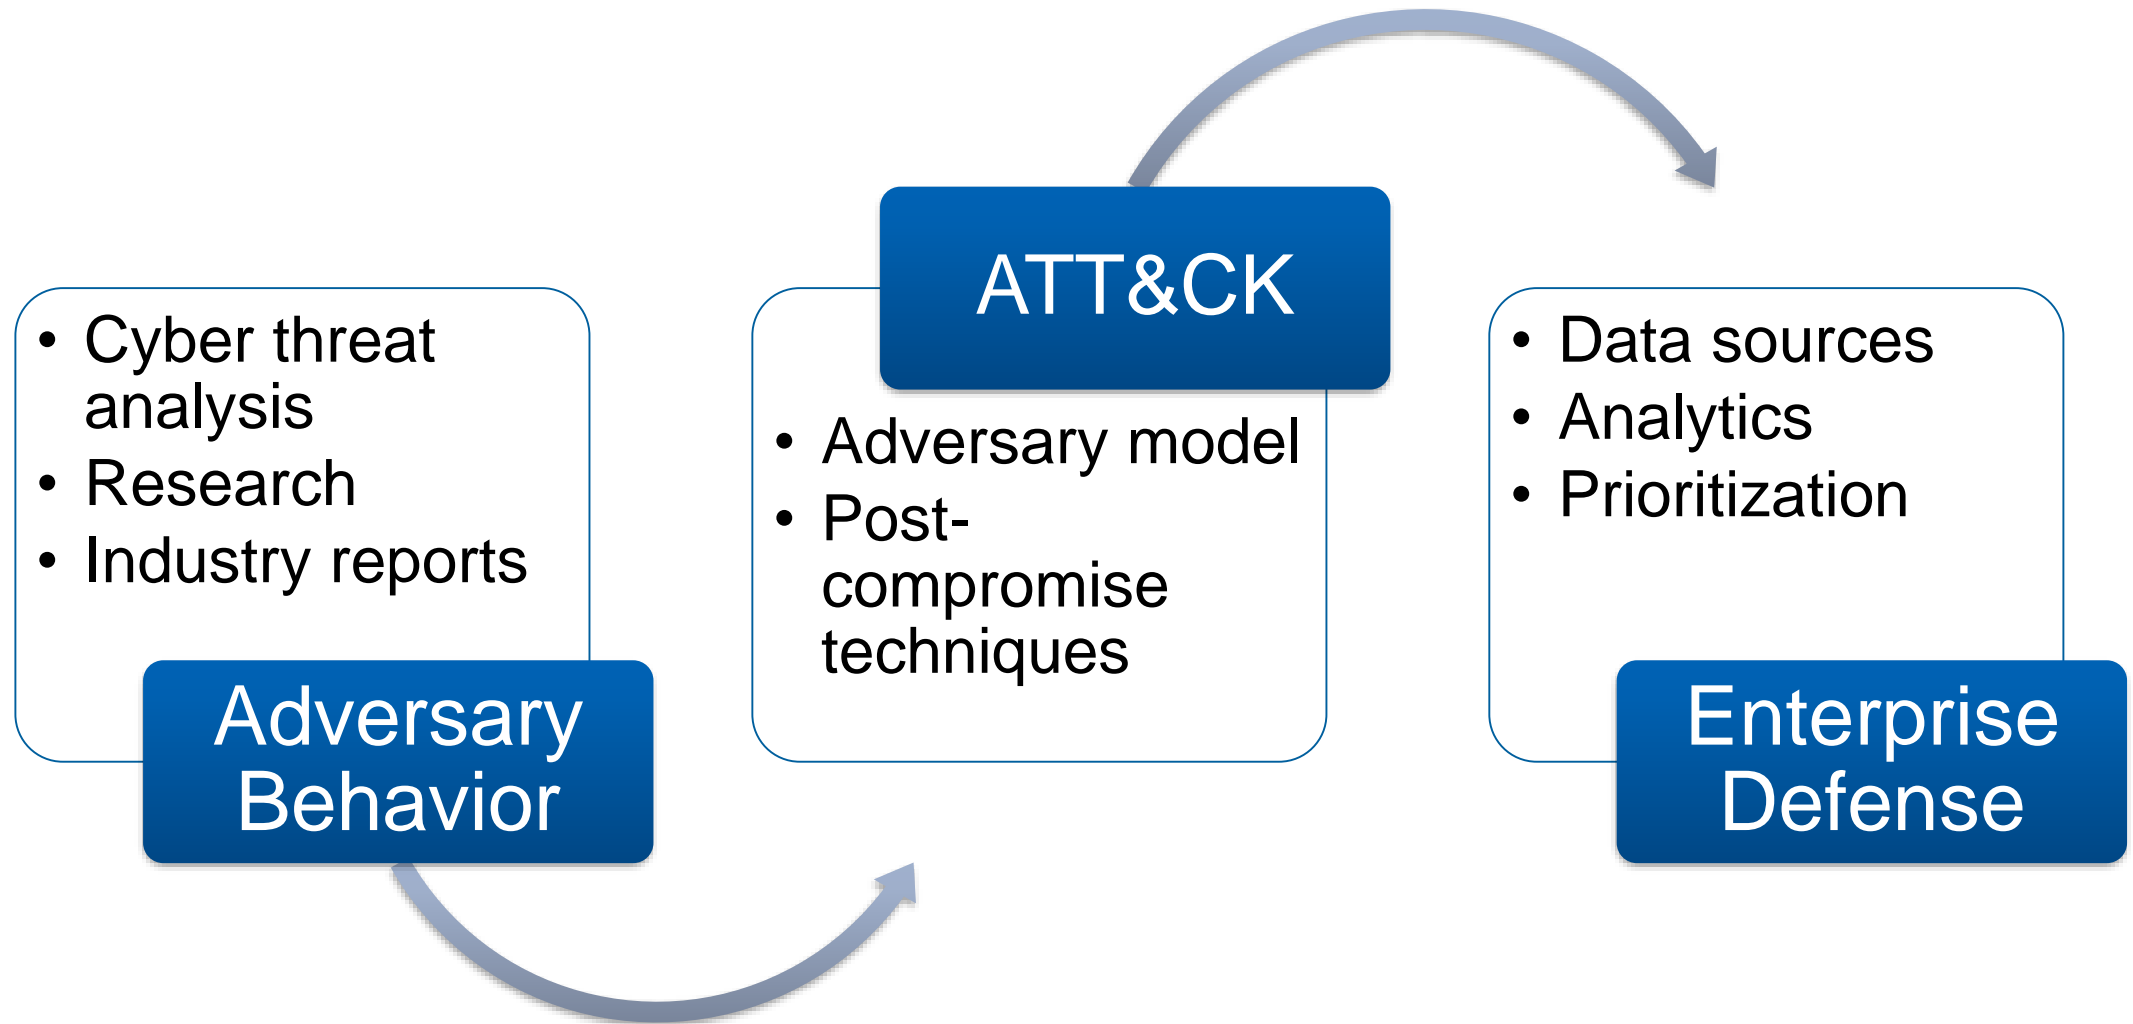 • Cyber threat
analysis
• Research
• Industry reports
Adversary
Behavior
ATT&CK
• Adversary model
• Post-
compromise
techniques
• Data sources
• Analytics
• Prioritization
Enterprise
Defense